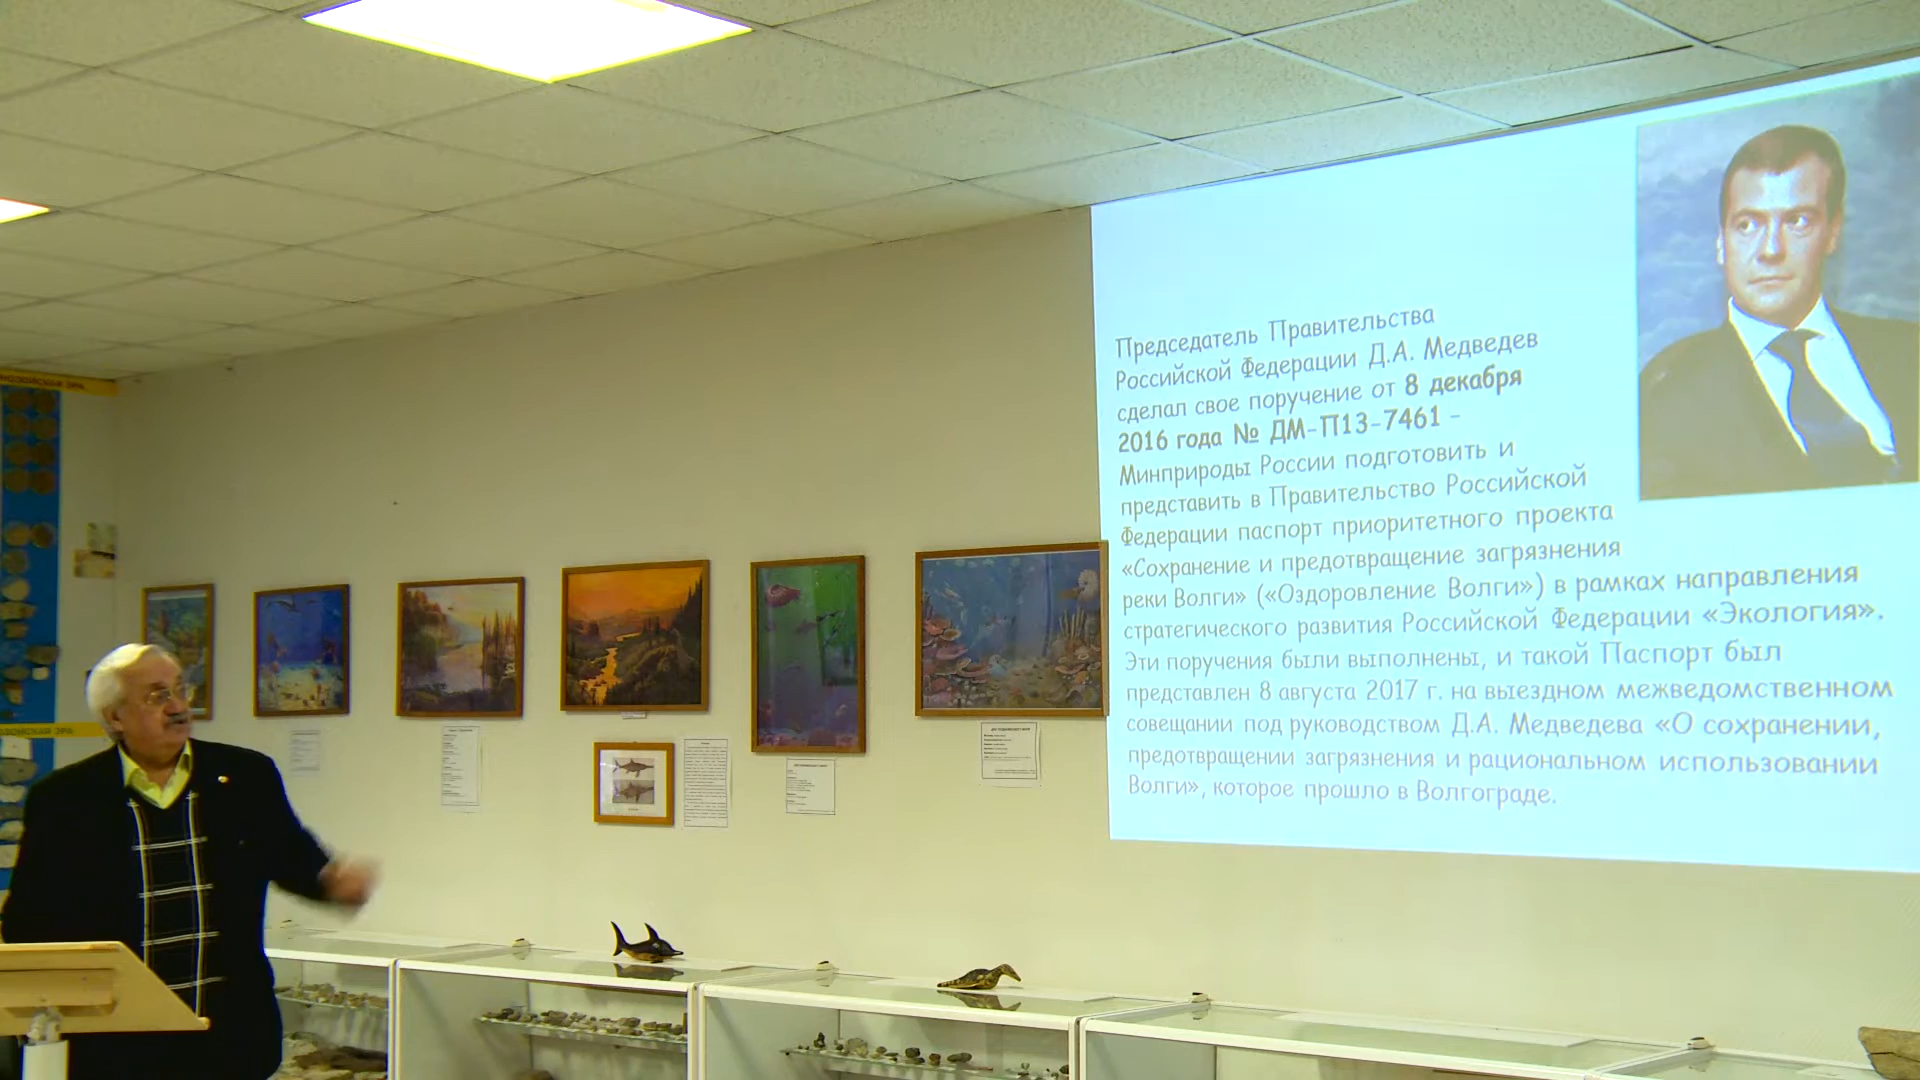 Председатель Правительства
Российской Федерации Д.А. Медведев
сделал свое поручение от 8 декабря
2016 года № ДМ-П13-7461 –
Минприроды России подготовить и
представить в Правительство Российской
Федерации паспорт приоритетного проекта
«Сохранение и предотвращение загрязнения
реки Волги» («Оздоровление Волги») в рамках направления
стратегического развития Российской Федерации «Экология».
Эти поручения были выполнены, и такой Паспорт был
представлен 8 августа 2017 г. на выездном межведомственном
совещании под руководством Д.А. Медведева «О сохранении,
предотвращении загрязнения и рациональном использовании
Волги», которое прошло в Волгограде.